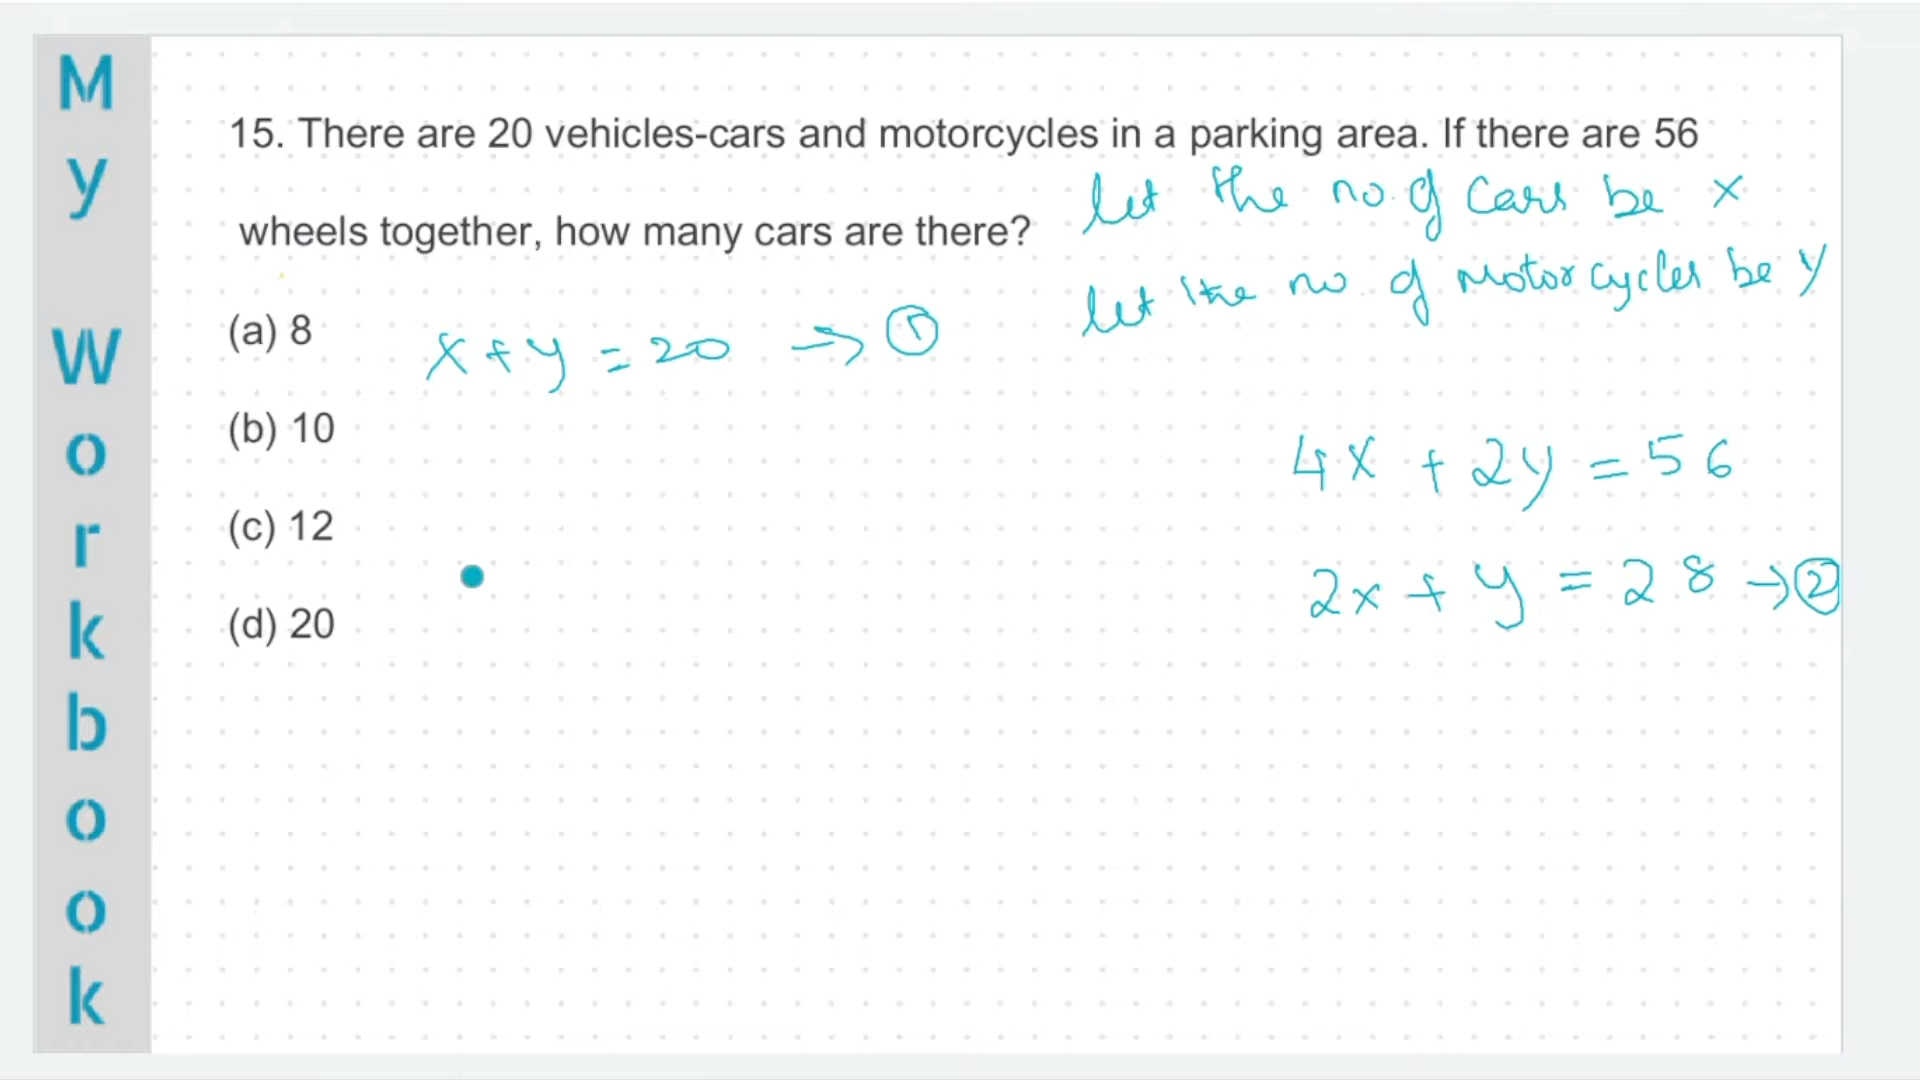 My Workbook
15. There are 20 vehicles-cars and motorcycles in a parking area. If there are 56
wheels together, how many cars are there?
let the no. of cars be x
let the no. of Motorcycles be y
(a) 8
x + y = 20 → ①
(b) 10
4x + 2y = 56
(c) 12
2x + y = 28 → ②
(d) 20